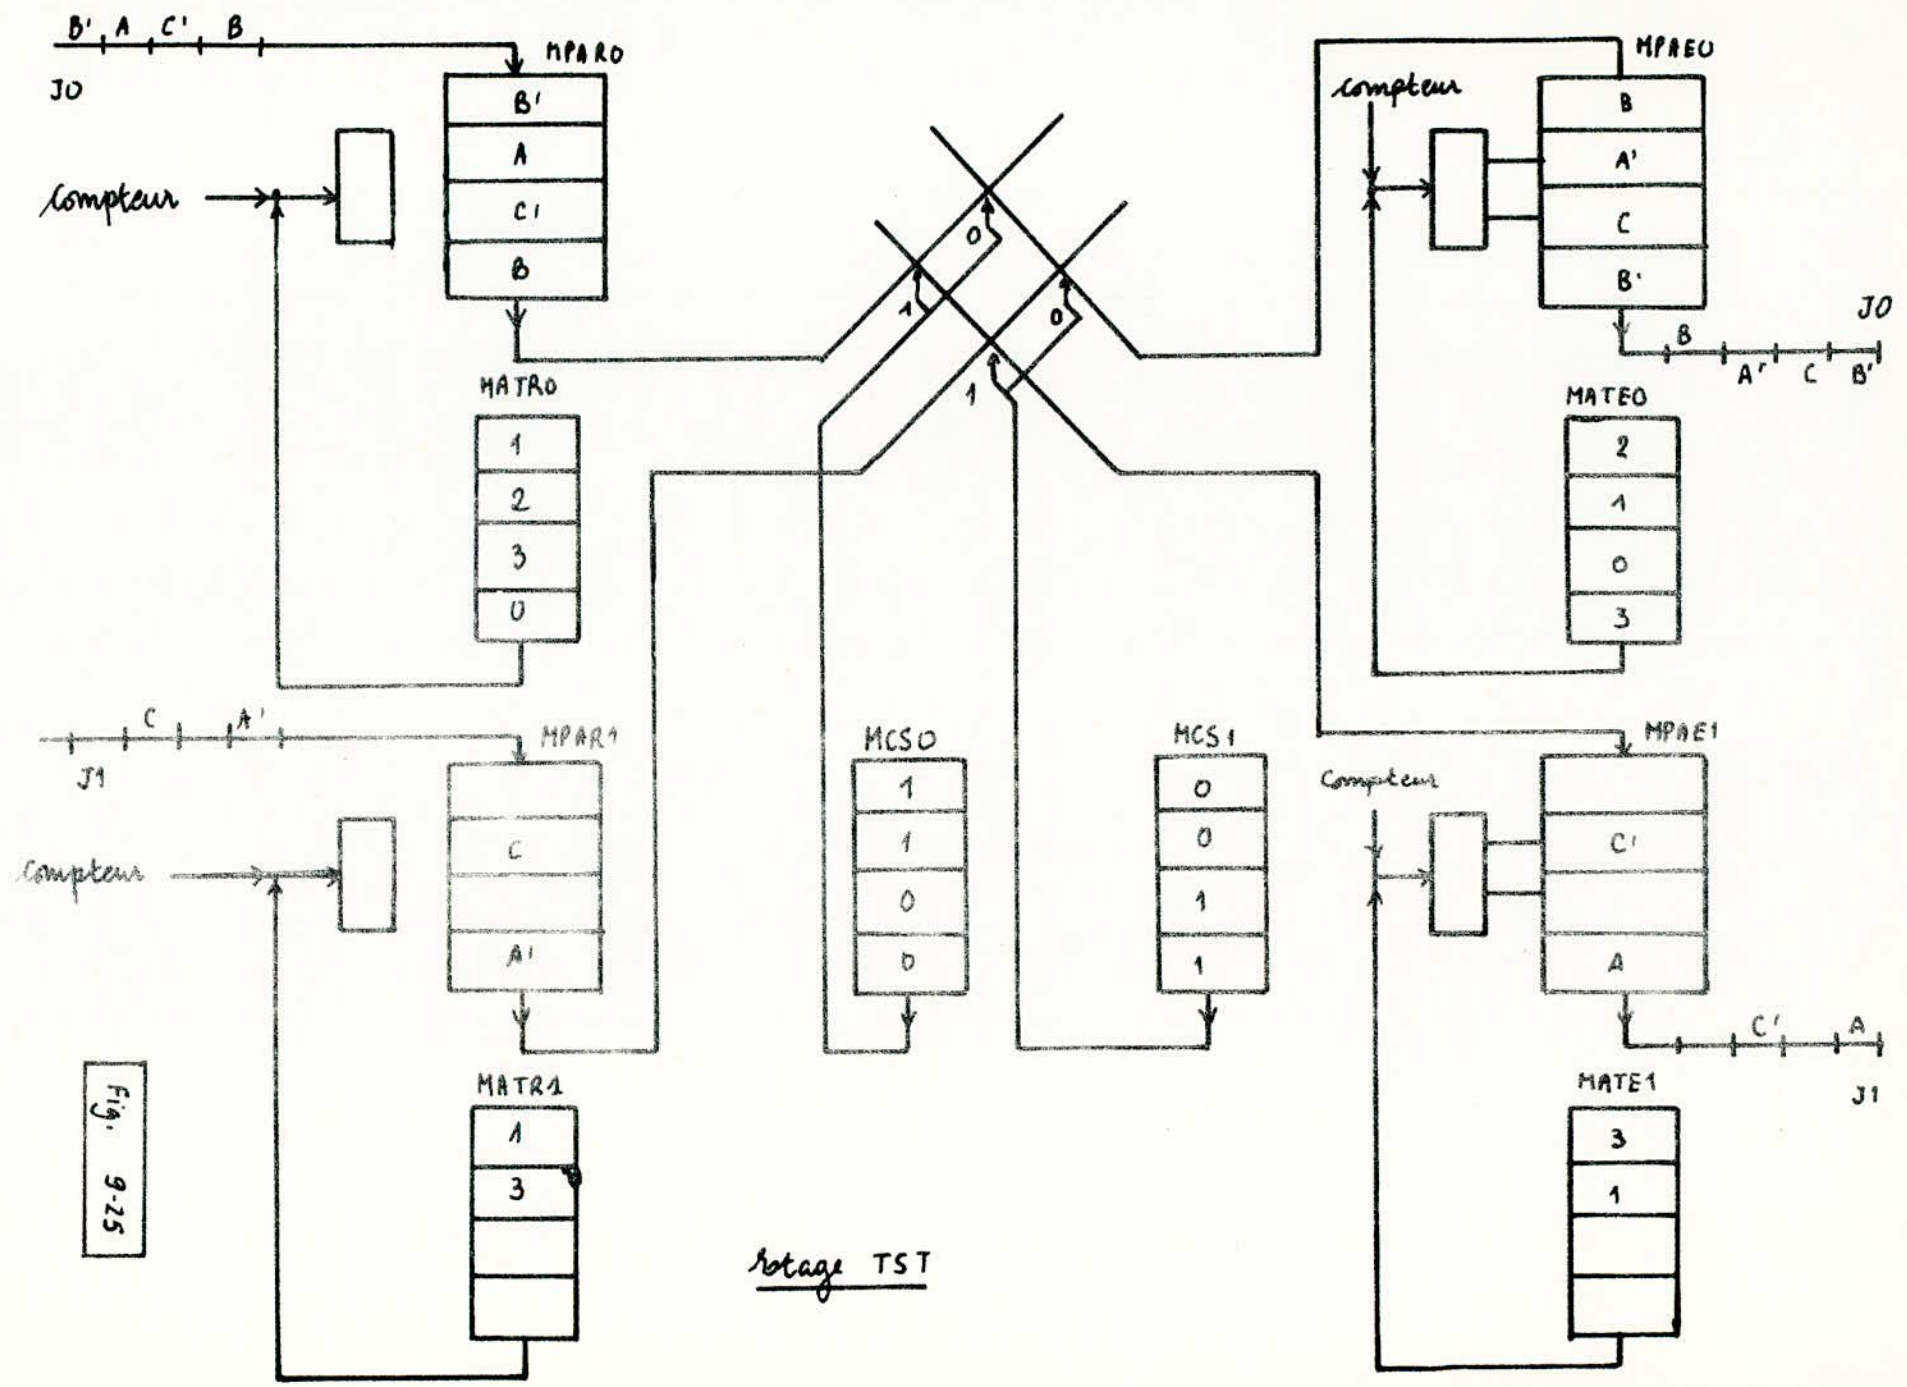 B' A C' B
J0
MPAR0
B'
A
C'
B
Compteur
MATR0
1
2
3
0
0
1
0
1
Compteur
MPAE0
B
A'
C
B'
J0
B
A' C B'
MATE0
2
1
0
3
C A'
J1
MPAR1
C
A'
Compteur
MATR1
1
3
MCS0
1
1
0
0
MCS1
0
0
1
1
Compteur
MPAE1
C'
A
C' A
J1
MATE1
3
1
Fig. 9-25
Etage TST